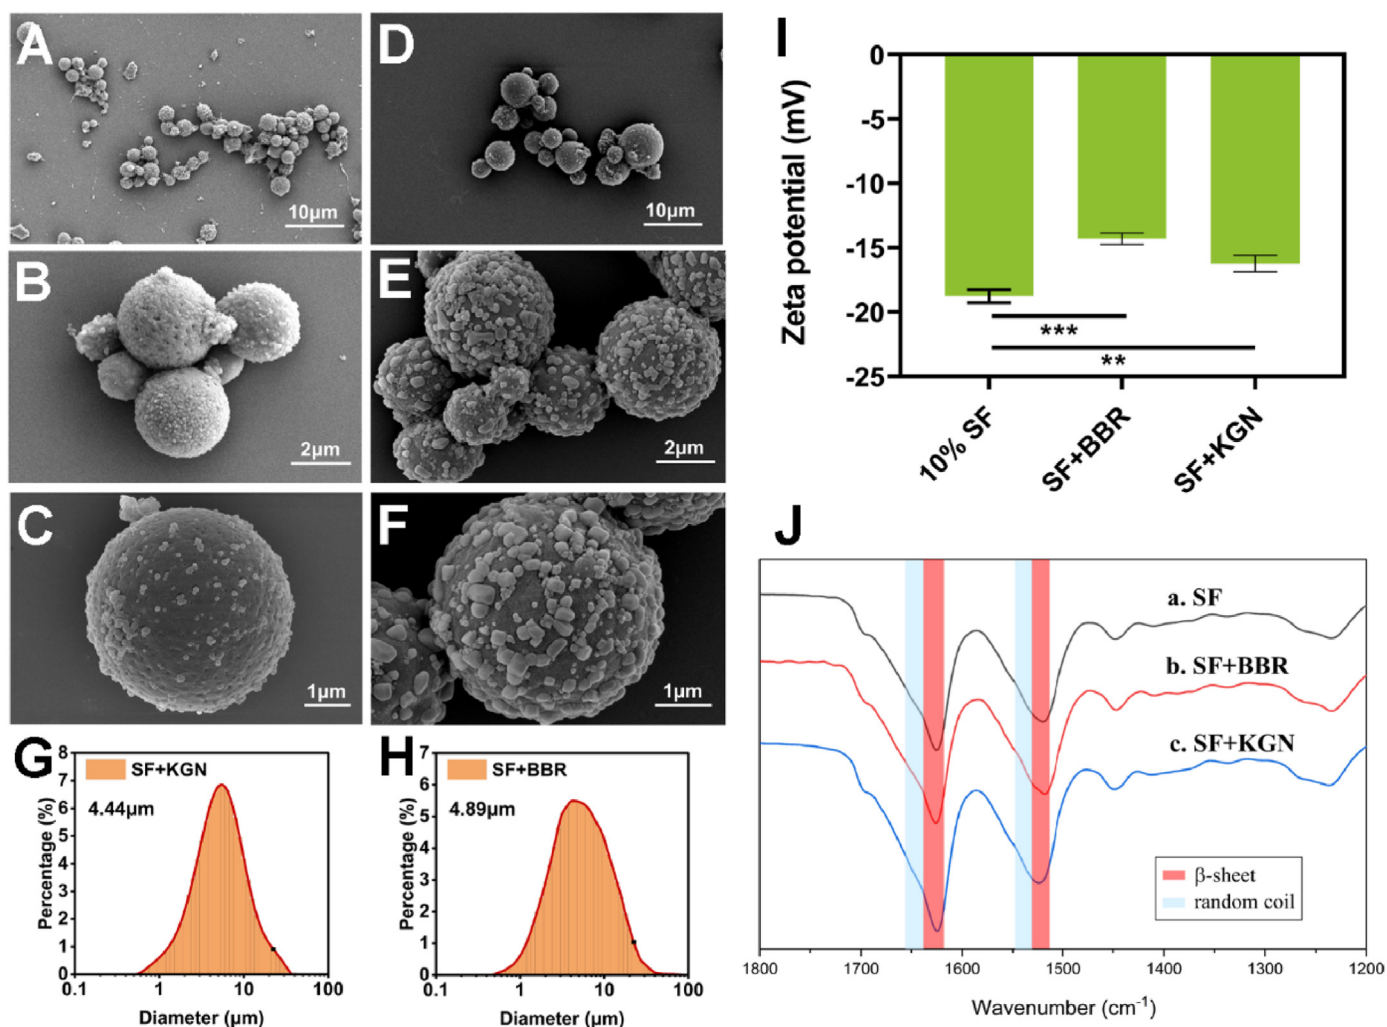 A
10μm
B
2μm
C
1μm
D
10μm
E
2μm
F
1μm
G
SF+KGN
4.44μm
Percentage (%)
8
7
6
5
4
3
2
1
0
0.1
1
10
100
Diameter (μm)
H
SF+BBR
4.89μm
Percentage (%)
7
6
5
4
3
2
1
0
0.1
1
10
100
Diameter (μm)
I
Zeta potential (mV)
0
-5
-10
-15
-20
-25
***
**
10% SF
SF+BBR
SF+KGN
J
a. SF
b. SF+BBR
c. SF+KGN
β-sheet
random coil
1800
1700
1600
1500
1400
1300
1200
Wavenumber (cm⁻¹)